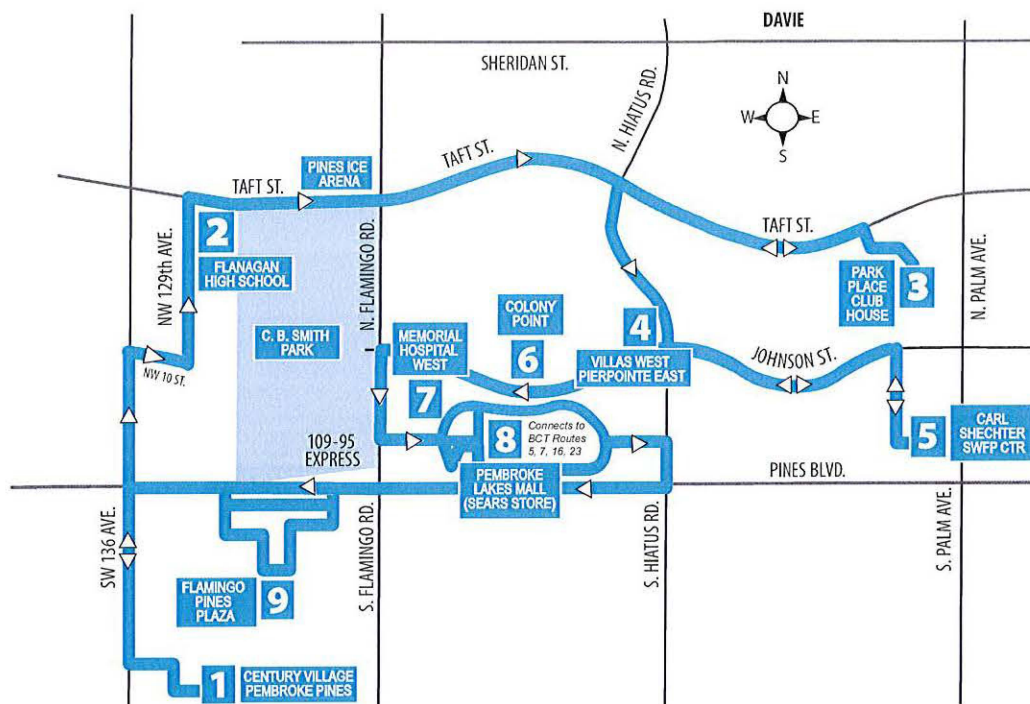 DAVIE
SHERIDAN ST.
N. HIATUS RD.
N
W
E
S
PINES ICE
ARENA
TAFT ST.
TAFT ST.
TAFT ST.
NW 129th AVE.
2
FLANAGAN
HIGH SCHOOL
N. FLAMINGO RD.
PARK
PLACE
CLUB
HOUSE
3
N. PALM AVE.
C. B. SMITH
PARK
COLONY
POINT
6
MEMORIAL
HOSPITAL
WEST
7
4
VILLAS WEST
PIERPOINTE EAST
JOHNSON ST.
NW 10 ST.
8
Connects to
BCT Routes
5, 7, 16, 23
5
CARL
SHECHTER
SWFP CTR
109-95
EXPRESS
PEMBROKE
LAKES MALL
(SEARS STORE)
PINES BLVD.
SW 136 AVE.
S. FLAMINGO RD.
S. HIATUS RD.
S. PALM AVE.
FLAMINGO
PINES
PLAZA
9
1
CENTURY VILLAGE
PEMBROKE PINES